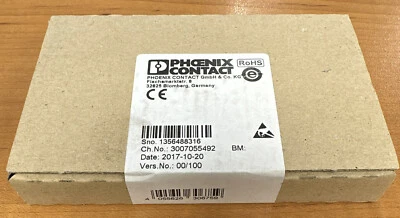 PHOENIX
CONTACT
RoHS
e
PHOENIX CONTACT GmbH & Co. KG
Flachsmarktstr. 8
32825 Blomberg, Germany
CE
Sno. 1356488316
Ch.No.: 3007055492 BM:
Date: 2017-10-20
Vers.No: 00/100